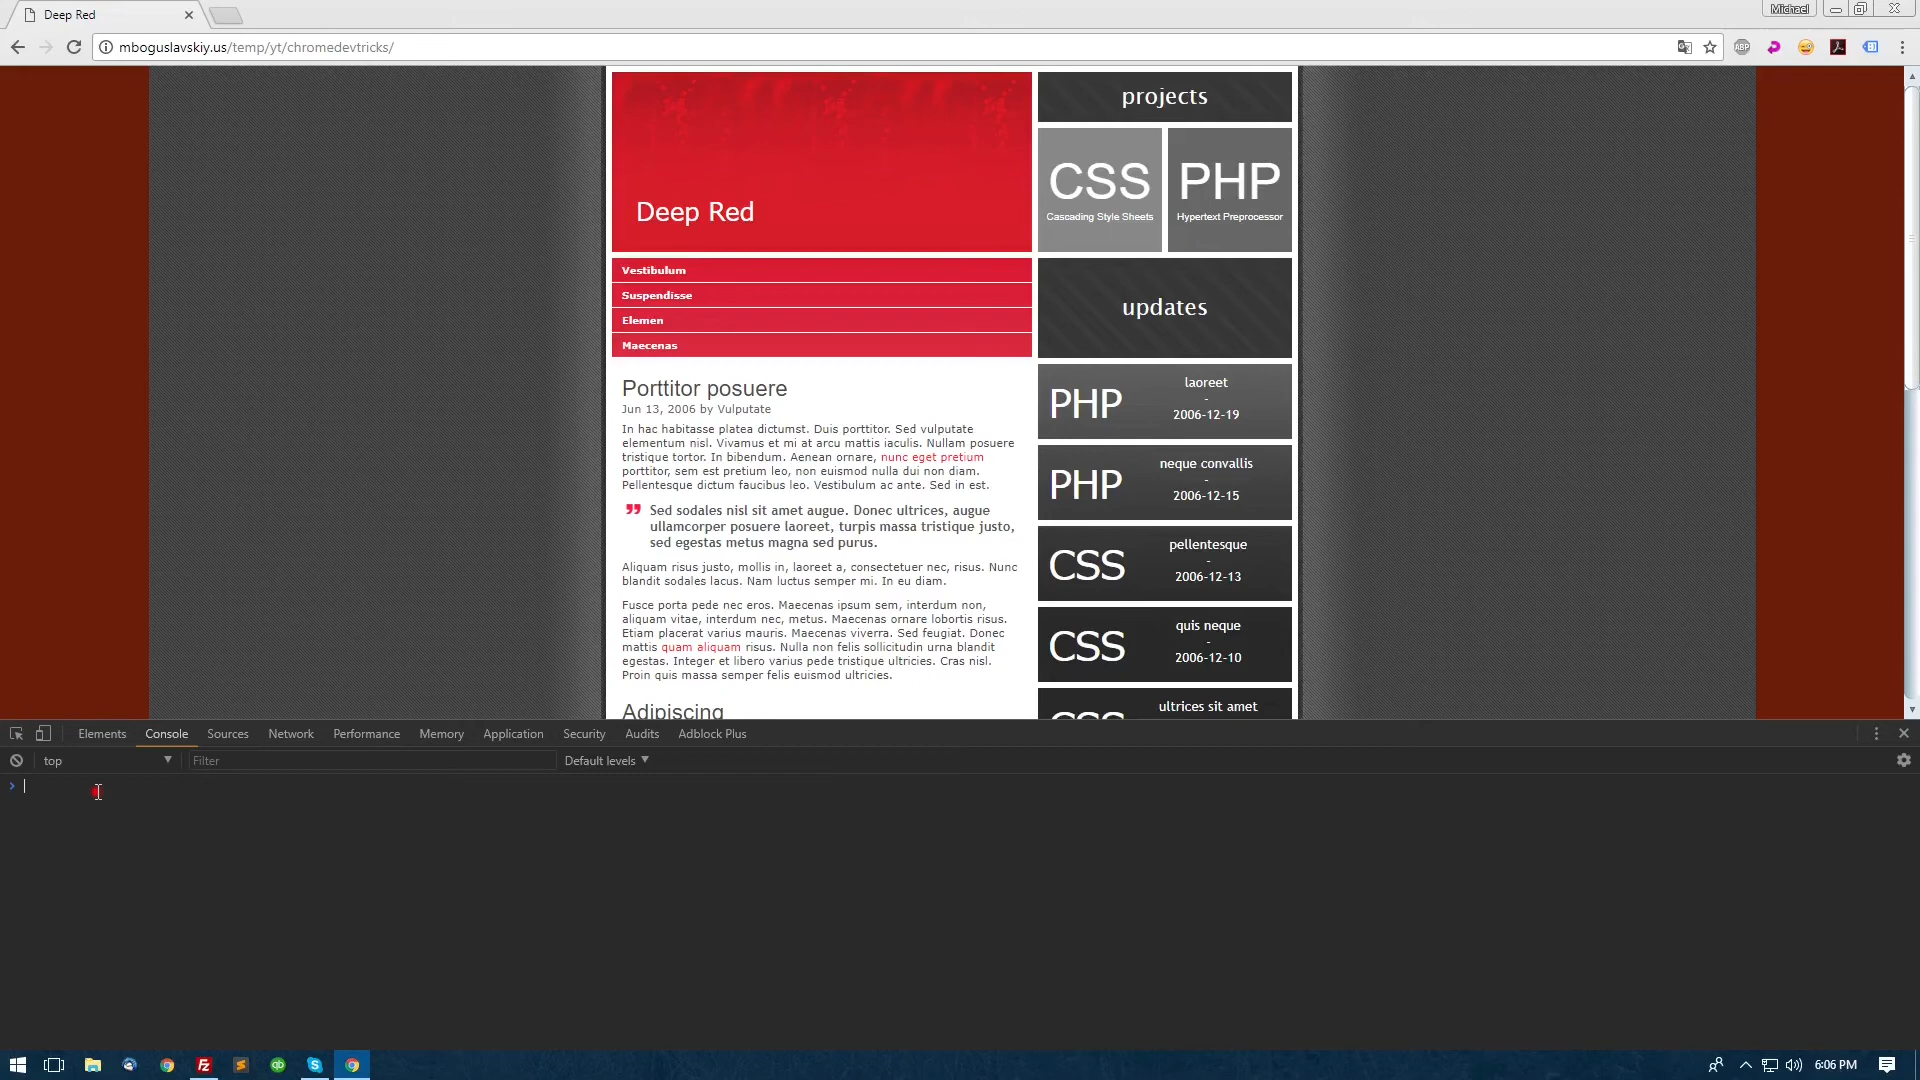 Deep Red
Michael
mboguslavskiy.us/temp/yt/chromedevtricks/
ABP
Deep Red
Vestibulum
Suspendisse
Elemen
Maecenas
Porttitor posuere
Jun 13, 2006 by Vulputate
In hac habitasse platea dictumst. Duis porttitor. Sed vulputate
elementum nisl. Vivamus et mi at arcu mattis iaculis. Nullam posuere
tristique tortor. In bibendum. Aenean ornare, nunc eget pretium
porttitor, sem est pretium leo, non euismod nulla dui non diam.
Pellentesque dictum faucibus leo. Vestibulum ac ante. Sed in est.
Sed sodales nisl sit amet augue. Donec ultrices, augue
ullamcorper posuere laoreet, turpis massa tristique justo,
sed egestas metus magna sed purus.
Aliquam risus justo, mollis in, laoreet a, consectetuer nec, risus. Nunc
blandit sodales lacus. Nam luctus semper mi. In eu diam.
Fusce porta pede nec eros. Maecenas ipsum sem, interdum non,
aliquam vitae, interdum nec, metus. Maecenas ornare lobortis risus.
Etiam placerat varius mauris. Maecenas viverra. Sed feugiat. Donec
mattis quam aliquam risus. Nulla non felis sollicitudin urna blandit
egestas. Integer et libero varius pede tristique ultricies. Cras nisl.
Proin quis massa semper felis euismod ultricies.
Adipiscing
projects
CSS
Cascading Style Sheets
PHP
Hypertext Preprocessor
updates
PHP
laoreet
-
2006-12-19
PHP
neque convallis
-
2006-12-15
CSS
pellentesque
-
2006-12-13
CSS
quis neque
-
2006-12-10
CSS
ultrices sit amet
Elements Console Sources Network Performance Memory Application Security Audits Adblock Plus
top Filter Default levels
6:06 PM